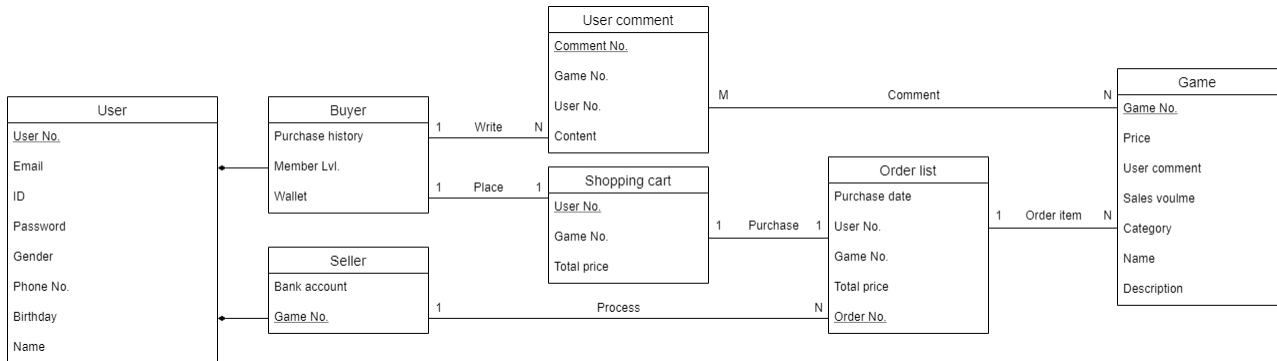 User
User No.
Email
ID
Password
Gender
Phone No.
Birthday
Name
Buyer
Purchase history
Member Lvl.
Wallet
Seller
Bank account
Game No.
1 Write N
1 Place 1
User comment
Comment No.
Game No.
User No.
Content
Shopping cart
User No.
Game No.
Total price
1 Process N
1 Purchase 1
M Comment N
Order list
Purchase date
User No.
Game No.
Total price
Order No.
1 Order item N
Game
Game No.
Price
User comment
Sales voulme
Category
Name
Description